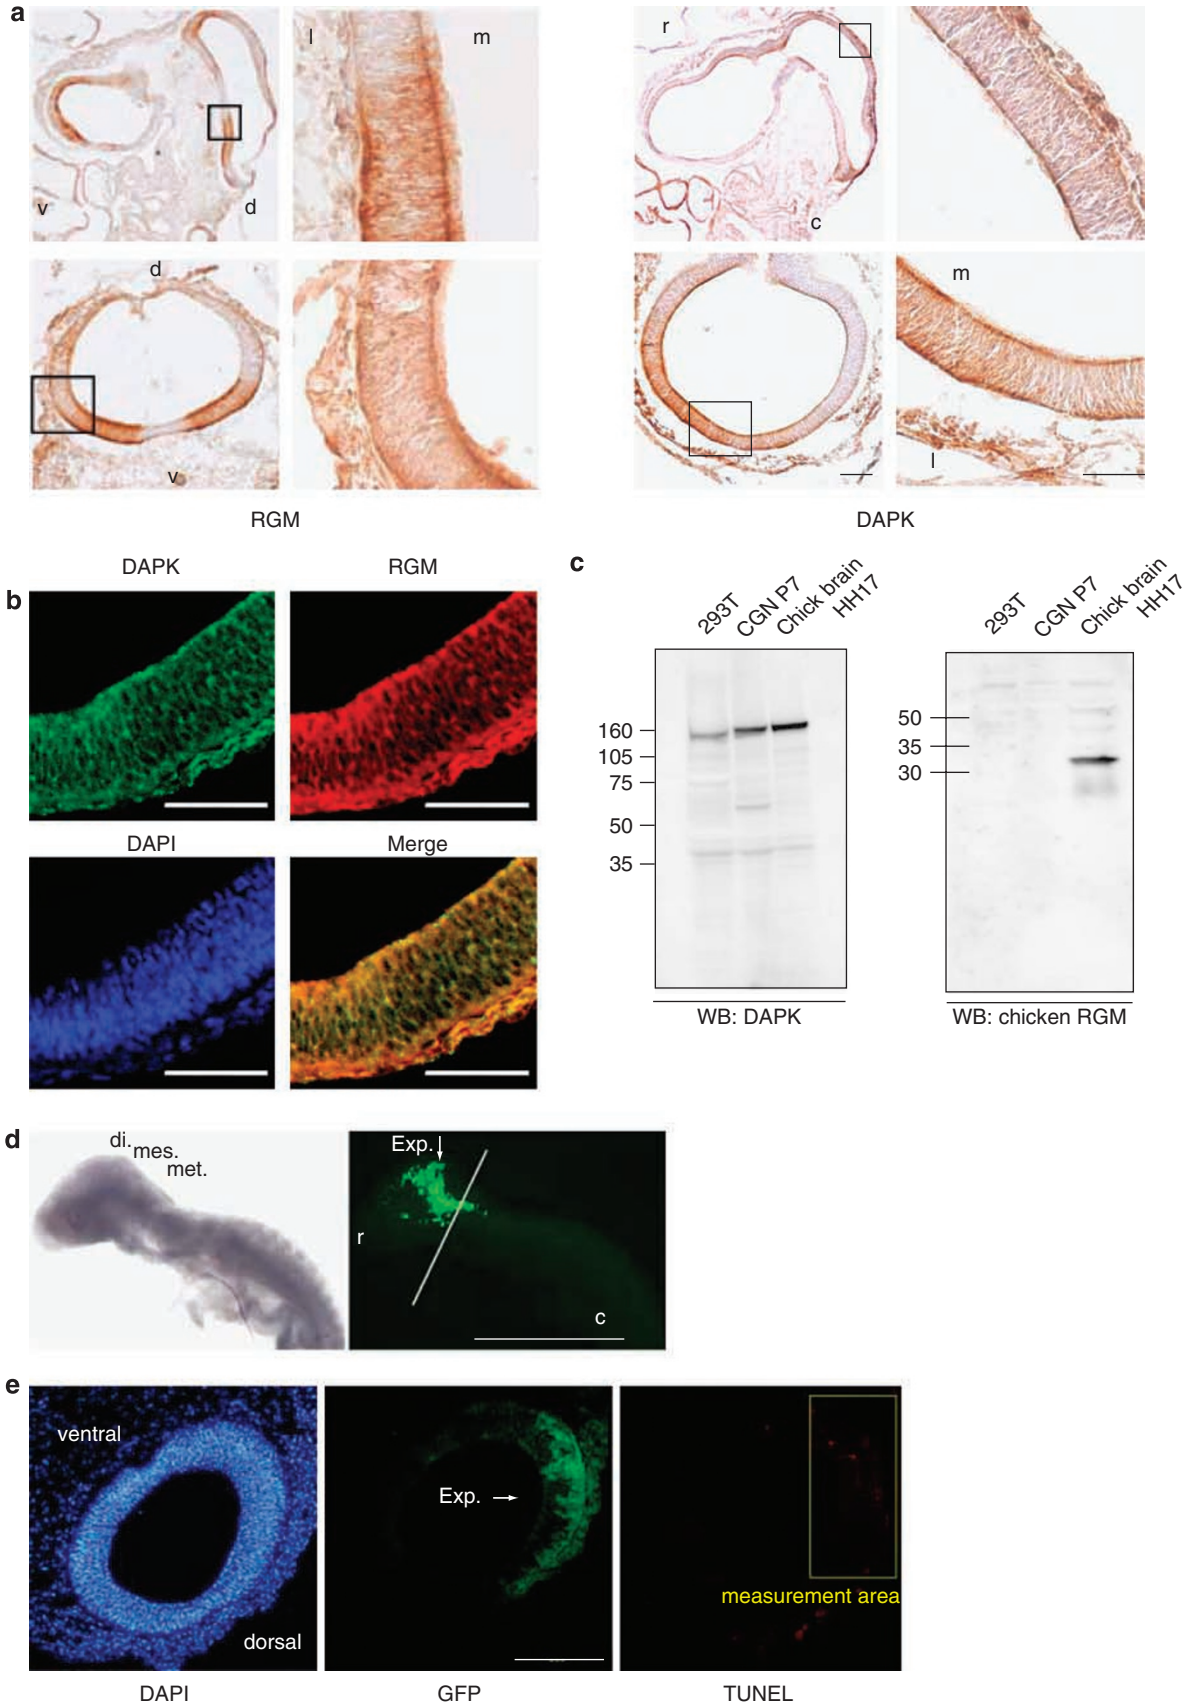 a
l
m
r
v
d
c
d
m
v
l
RGM
DAPK
b
DAPK
RGM
DAPI
Merge
c
293T
CGN P7
Chick brain
HH17
160
105
75
50
35
WB: DAPK
293T
CGN P7
Chick brain
HH17
50
35
30
WB: chicken RGM
d
di.
mes.
met.
Exp.
r
c
e
ventral
dorsal
Exp.
measurement area
DAPI
GFP
TUNEL